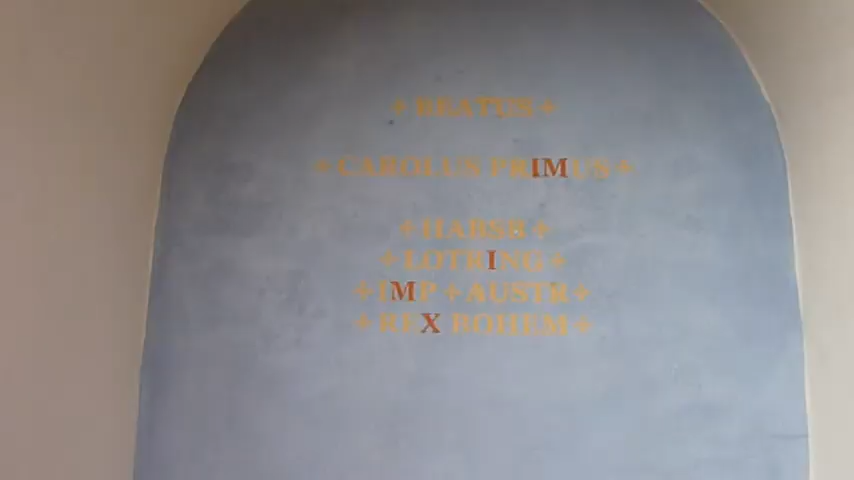 + BEATUS +
+ CAROLUS PRIMUS +
+ HABSB +
+ LOTRING +
+ IMP + AUSTR +
+ REX BOHEM +